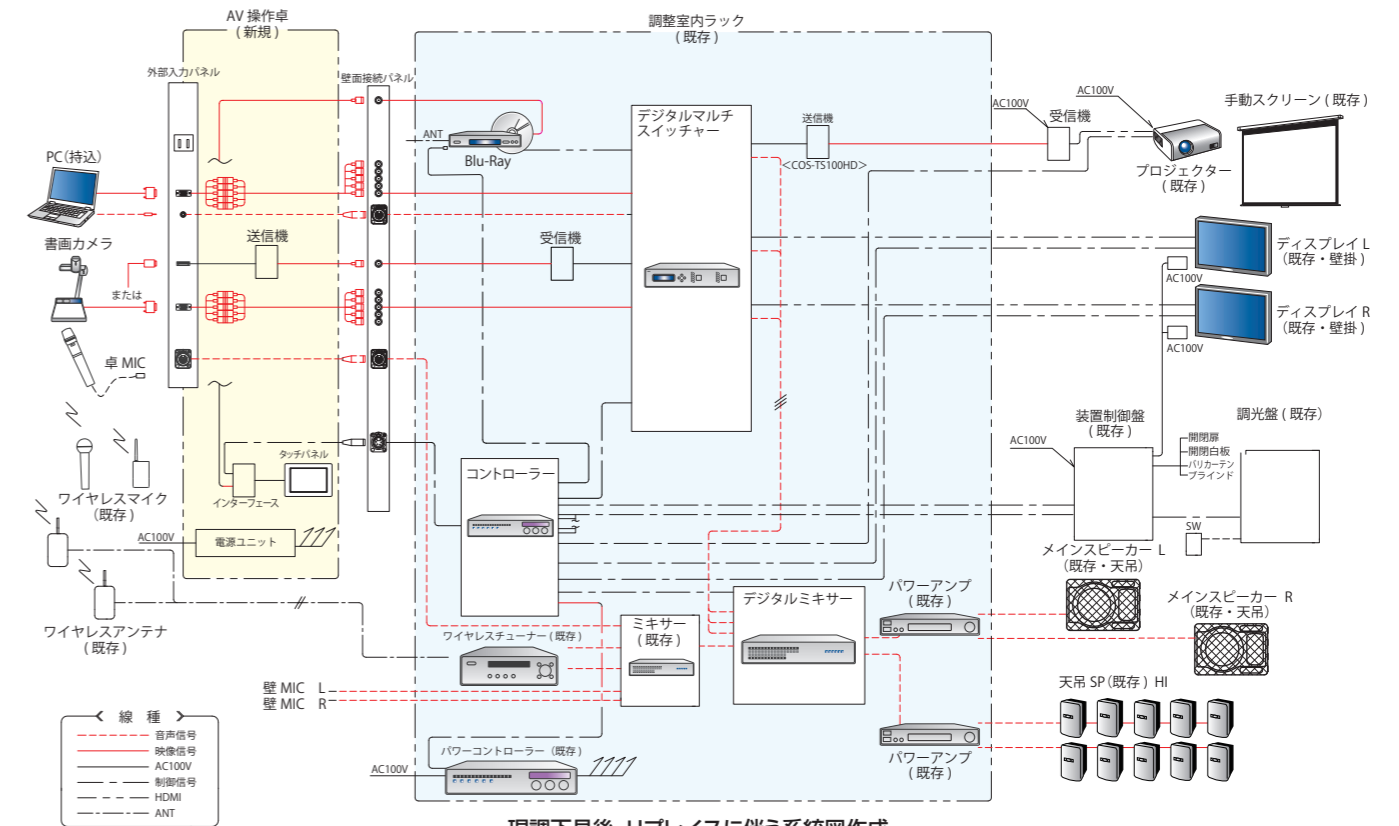 AV 操作卓
( 新規 )
調整室内ラック
( 既存 )
外部入力パネル
壁面接続パネル
PC(持込)
書画カメラ
または
卓 MIC
ワイヤレスマイク
(既存)
ワイヤレスアンテナ
( 既存 )
送信機
タッチパネル
インターフェース
AC100V
電源ユニット
ANT
Blu-Ray
受信機
デジタルマルチ
スイッチャー
送信機
<COS-TS100HD>
AC100V
受信機
AC100V
プロジェクター
( 既存 )
手動スクリーン ( 既存 )
ディスプレイ L
(既存・壁掛 )
AC100V
ディスプレイ R
(既存・壁掛 )
AC100V
装置制御盤
( 既存 )
AC100V
開閉扉
開閉白板
バリカーテン
ブラインド
調光盤 ( 既存)
SW
コントローラー
ワイヤレスチューナー ( 既存 )
ミキサー
( 既存 )
デジタルミキサー
パワーアンプ
( 既存 )
メインスピーカー L
(既存・天吊)
メインスピーカー R
(既存・天吊)
天吊 SP(既存 ) HI
パワーアンプ
( 既存 )
壁 MIC L
壁 MIC R
パワーコントローラー (既存 )
AC100V
線 種
音声信号
映像信号
AC100V
制御信号
HDMI
ANT